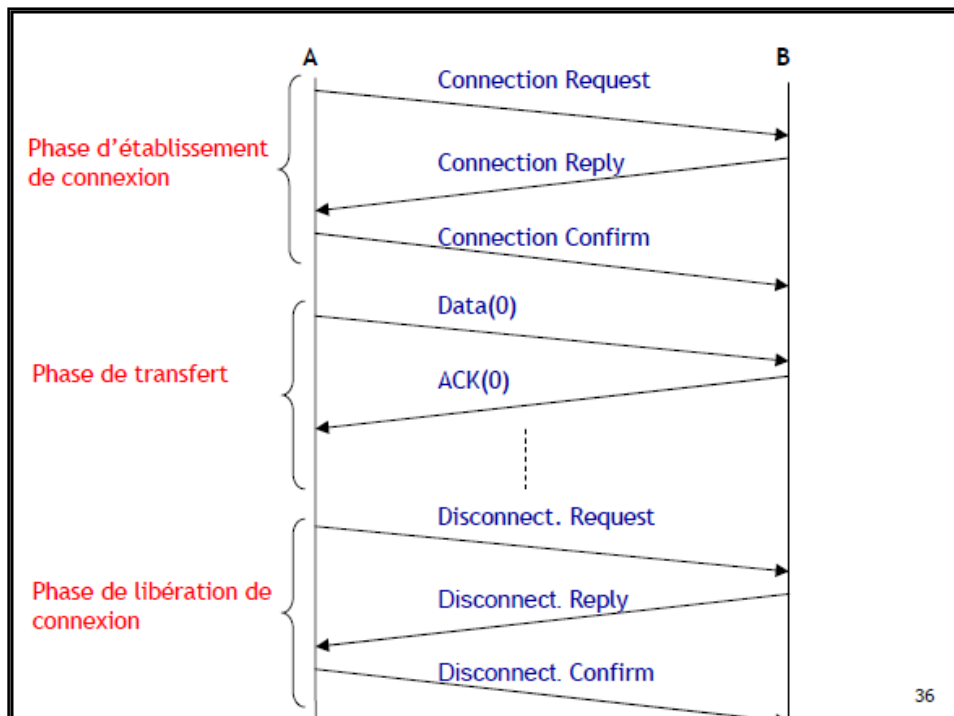 A
B
Connection Request
Phase d'établissement
de connexion
Connection Reply
Connection Confirm
Data(0)
Phase de transfert
ACK(0)
Disconnect. Request
Phase de libération de
connexion
Disconnect. Reply
Disconnect. Confirm
36